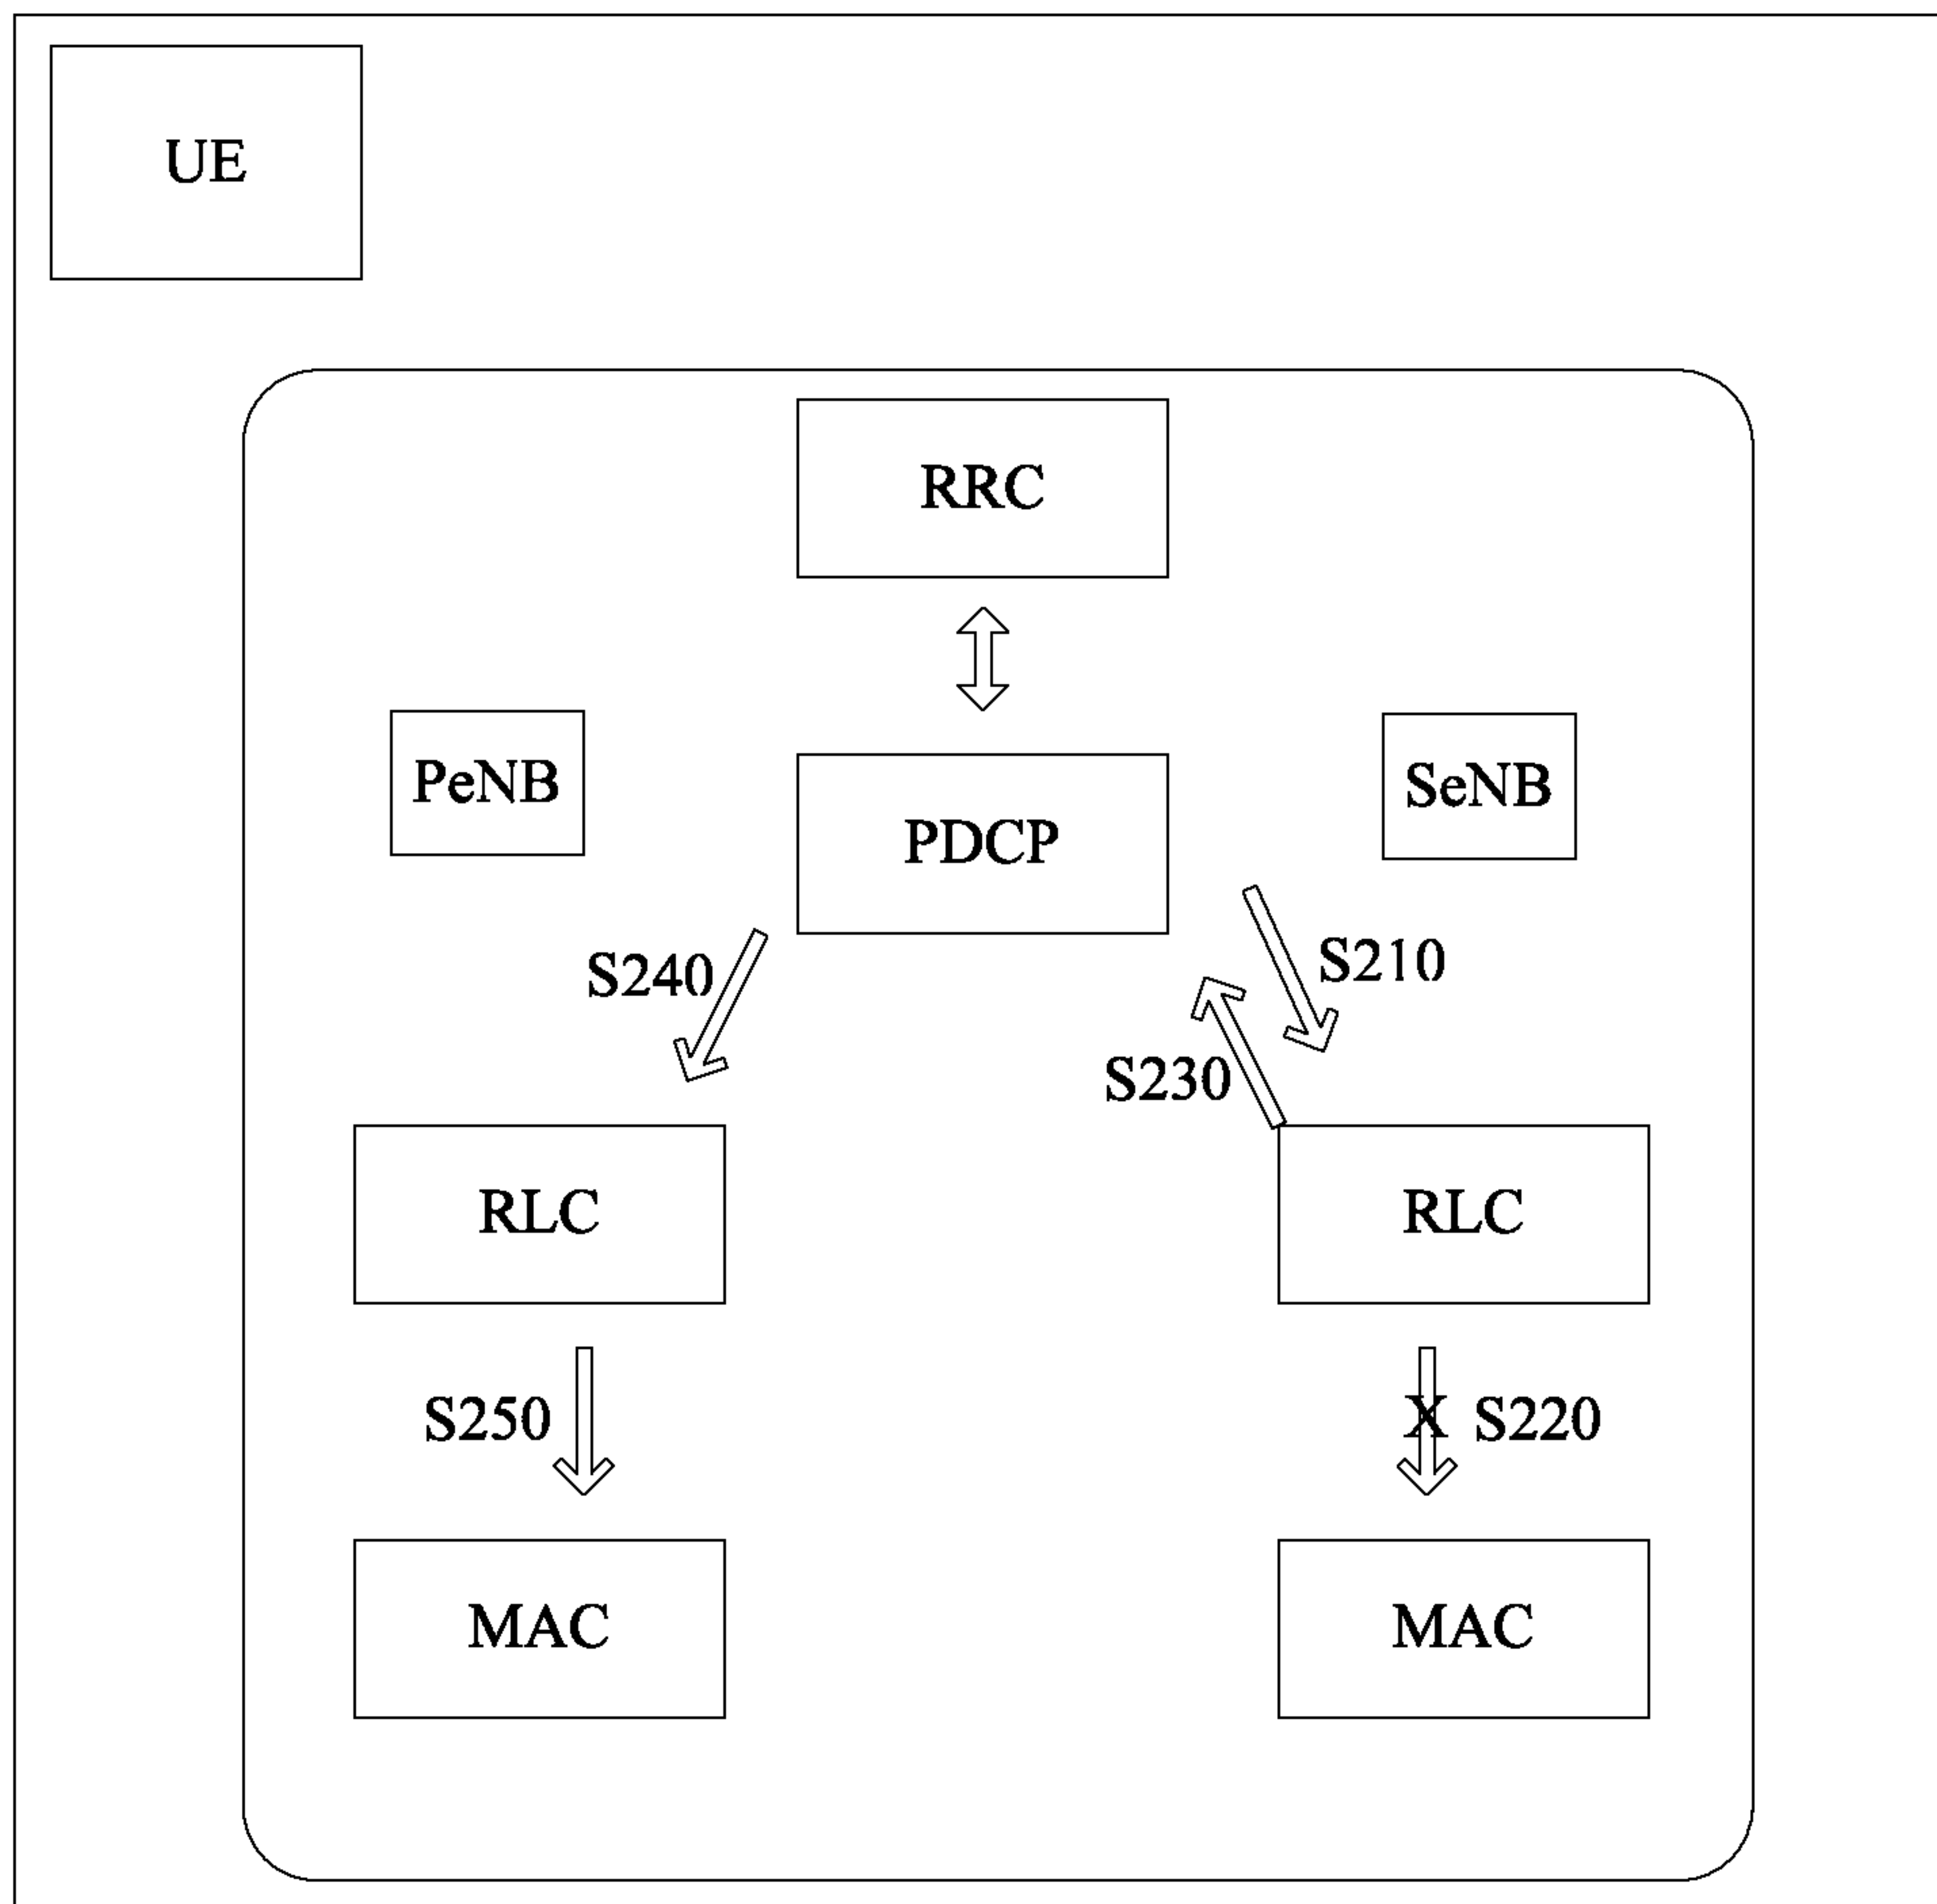 UE
RRC
PeNB
SeNB
PDCP
S240
S210
S230
RLC
RLC
S250
X S220
MAC
MAC